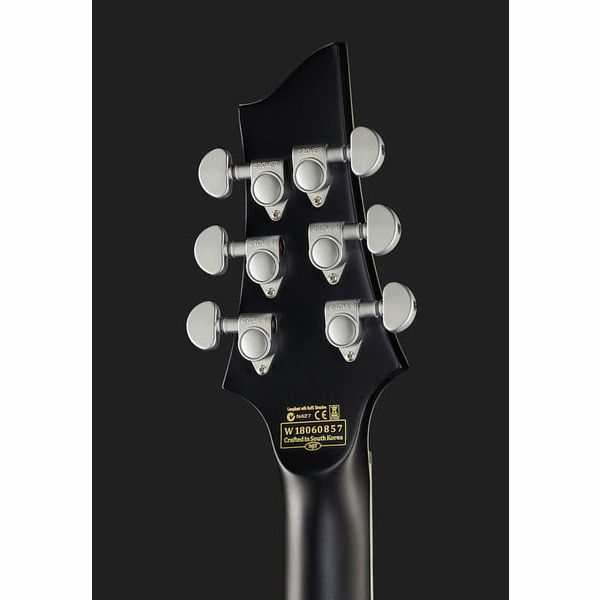 GROVER
GROVER
GROVER
GROVER
GROVER
GROVER
Compliant with RoHS Directive
N427 CE
W18060857
Crafted in South Korea